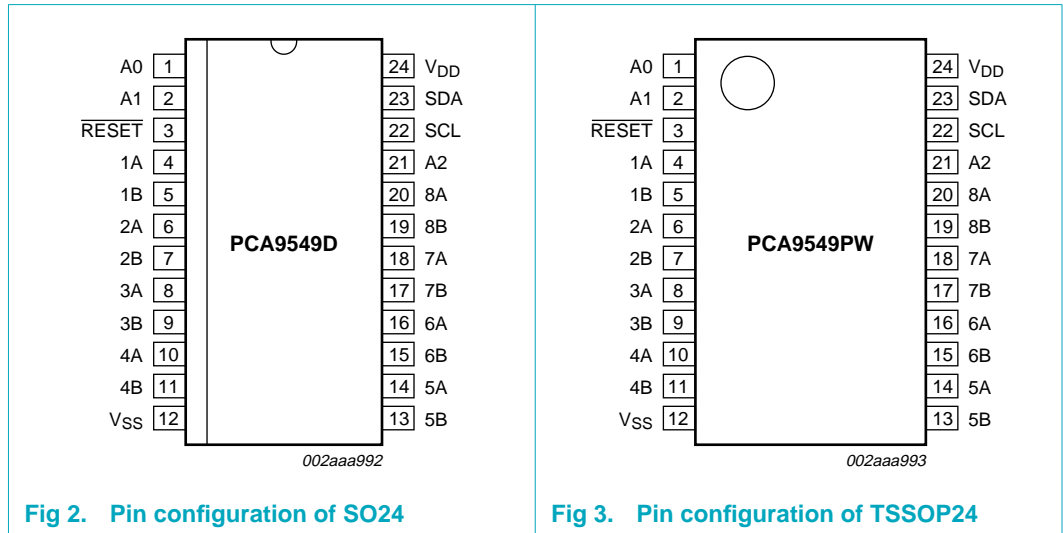 A0 1 24 VDD
A1 2 23 SDA
RESET 3 22 SCL
1A 4 21 A2
1B 5 20 8A
2A 6 19 8B
PCA9549D
2B 7 18 7A
3A 8 17 7B
3B 9 16 6A
4A 10 15 6B
4B 11 14 5A
VSS 12 13 5B
002aaa992
Fig 2. Pin configuration of SO24
A0 1 24 VDD
A1 2 23 SDA
RESET 3 22 SCL
1A 4 21 A2
1B 5 20 8A
2A 6 19 8B
PCA9549PW
2B 7 18 7A
3A 8 17 7B
3B 9 16 6A
4A 10 15 6B
4B 11 14 5A
VSS 12 13 5B
002aaa993
Fig 3. Pin configuration of TSSOP24